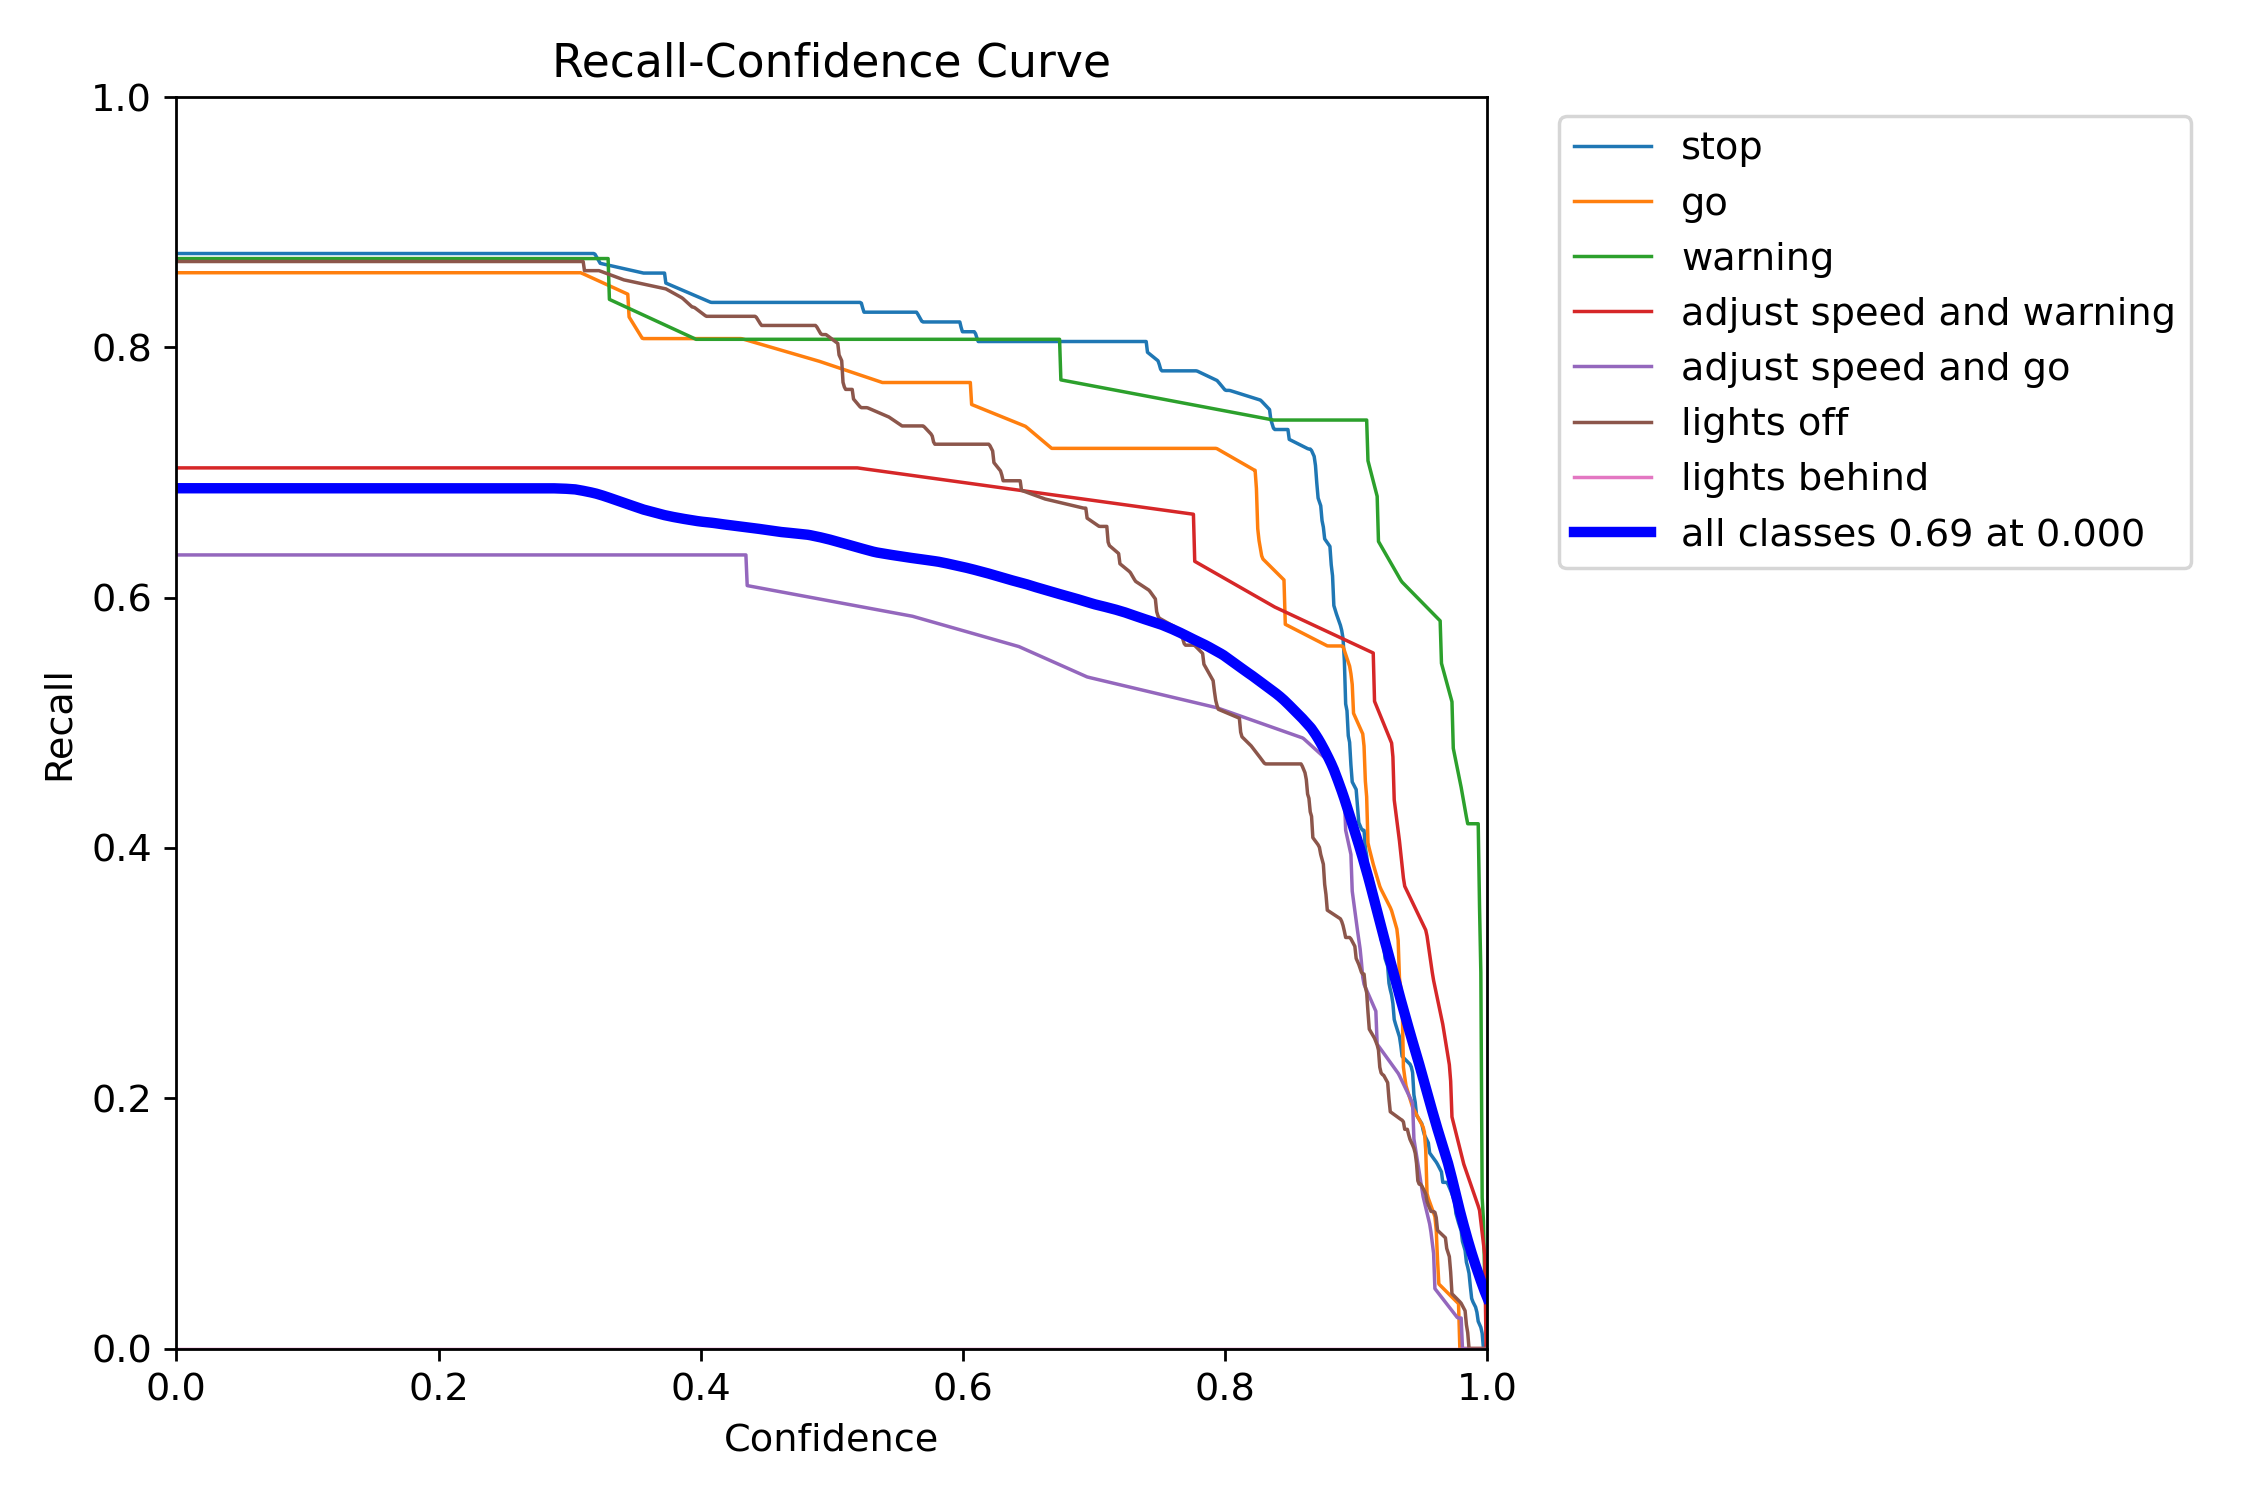 Recall-Confidence Curve
1.0
0.8
0.6
0.4
0.2
0.0
Recall
0.0 0.2 0.4 0.6 0.8 1.0
Confidence
stop
go
warning
adjust speed and warning
adjust speed and go
lights off
lights behind
all classes 0.69 at 0.000